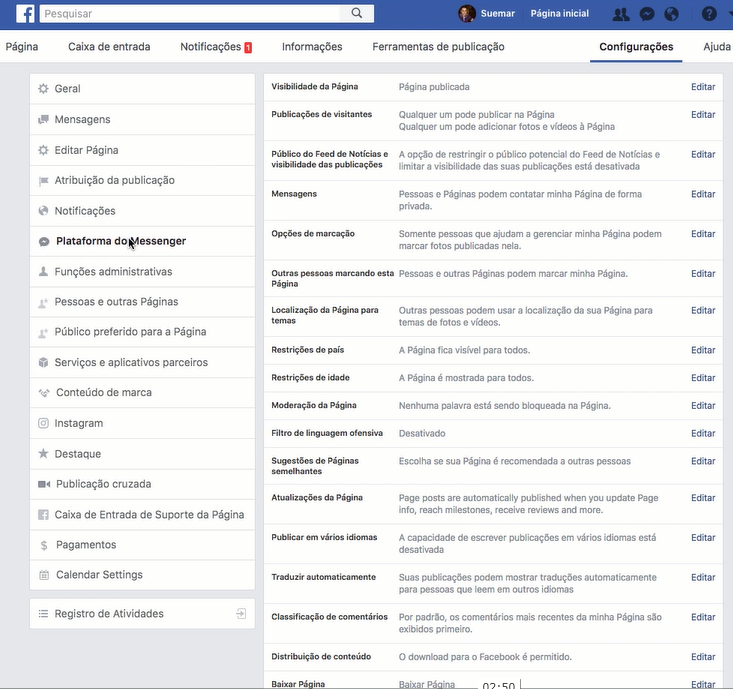 f
Pesquisar
Suemar
Página inicial
?
Página
Caixa de entrada
Notificações 1
Informações
Ferramentas de publicação
Configurações
Ajuda
Geral
Mensagens
Editar Página
Atribuição da publicação
Notificações
Plataforma do Messenger
Funções administrativas
Pessoas e outras Páginas
Público preferido para a Página
Serviços e aplicativos parceiros
Conteúdo de marca
Instagram
Destaque
Publicação cruzada
Caixa de Entrada de Suporte da Página
$ Pagamentos
Calendar Settings
Registro de Atividades
Visibilidade da Página
Página publicada
Editar
Publicações de visitantes
Qualquer um pode publicar na Página
Qualquer um pode adicionar fotos e vídeos à Página
Editar
Público do Feed de Notícias e
visibilidade das publicações
A opção de restringir o público potencial do Feed de Notícias e
limitar a visibilidade das suas publicações está desativada
Editar
Mensagens
Pessoas e Páginas podem contatar minha Página de forma
privada.
Editar
Opções de marcação
Somente pessoas que ajudam a gerenciar minha Página podem
marcar fotos publicadas nela.
Editar
Outras pessoas marcando esta
Página
Pessoas e outras Páginas podem marcar minha Página.
Editar
Localização da Página para
temas
Outras pessoas podem usar a localização da sua Página para
temas de fotos e vídeos.
Editar
Restrições de país
A Página fica visível para todos.
Editar
Restrições de idade
A Página é mostrada para todos.
Editar
Moderação da Página
Nenhuma palavra está sendo bloqueada na Página.
Editar
Filtro de linguagem ofensiva
Desativado
Editar
Sugestões de Páginas
semelhantes
Escolha se sua Página é recomendada a outras pessoas
Editar
Atualizações da Página
Page posts are automatically published when you update Page
info, reach milestones, receive reviews and more.
Editar
Publicar em vários idiomas
A capacidade de escrever publicações em vários idiomas está
desativada
Editar
Traduzir automaticamente
Suas publicações podem mostrar traduções automaticamente
para pessoas que leem em outros idiomas
Editar
Classificação de comentários
Por padrão, os comentários mais recentes da minha Página são
exibidos primeiro.
Editar
Distribuição de conteúdo
O download para o Facebook é permitido.
Editar
Baixar Página
Baixar Página
Editar
02:50